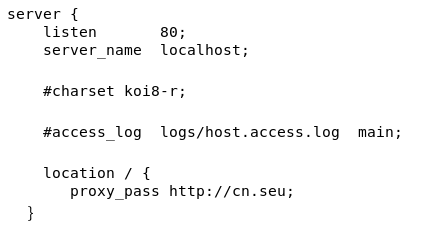 server {
    listen       80;
    server_name  localhost;

    #charset koi8-r;

    #access_log  logs/host.access.log  main;

    location / {
       proxy_pass http://cn.seu;
  }